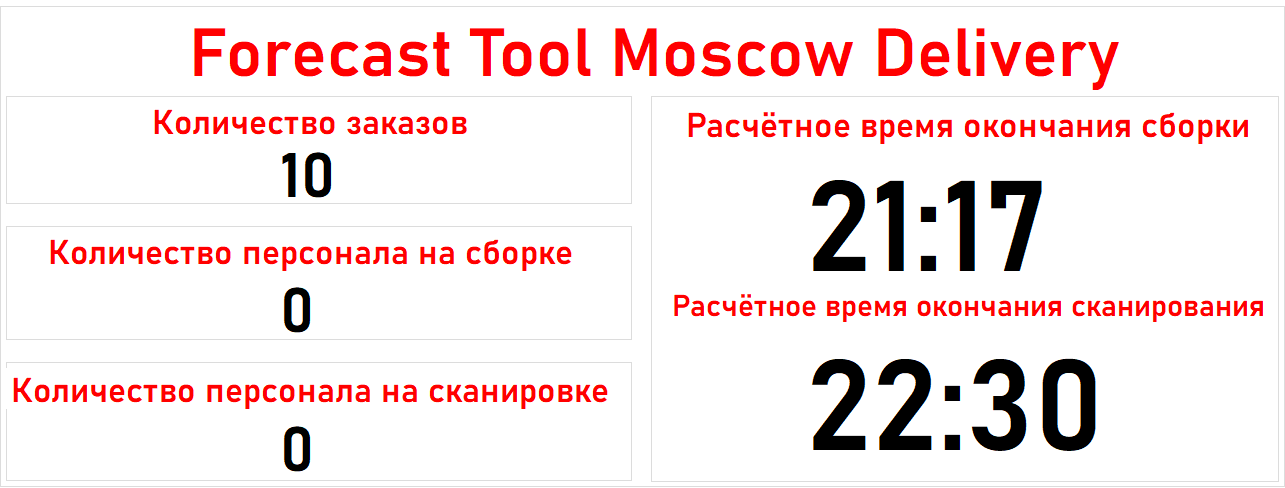 Forecast Tool Moscow Delivery
Количество заказов
10
Количество персонала на сборке
0
Количество персонала на сканировке
0
Расчётное время окончания сборки
21:17
Расчётное время окончания сканирования
22:30